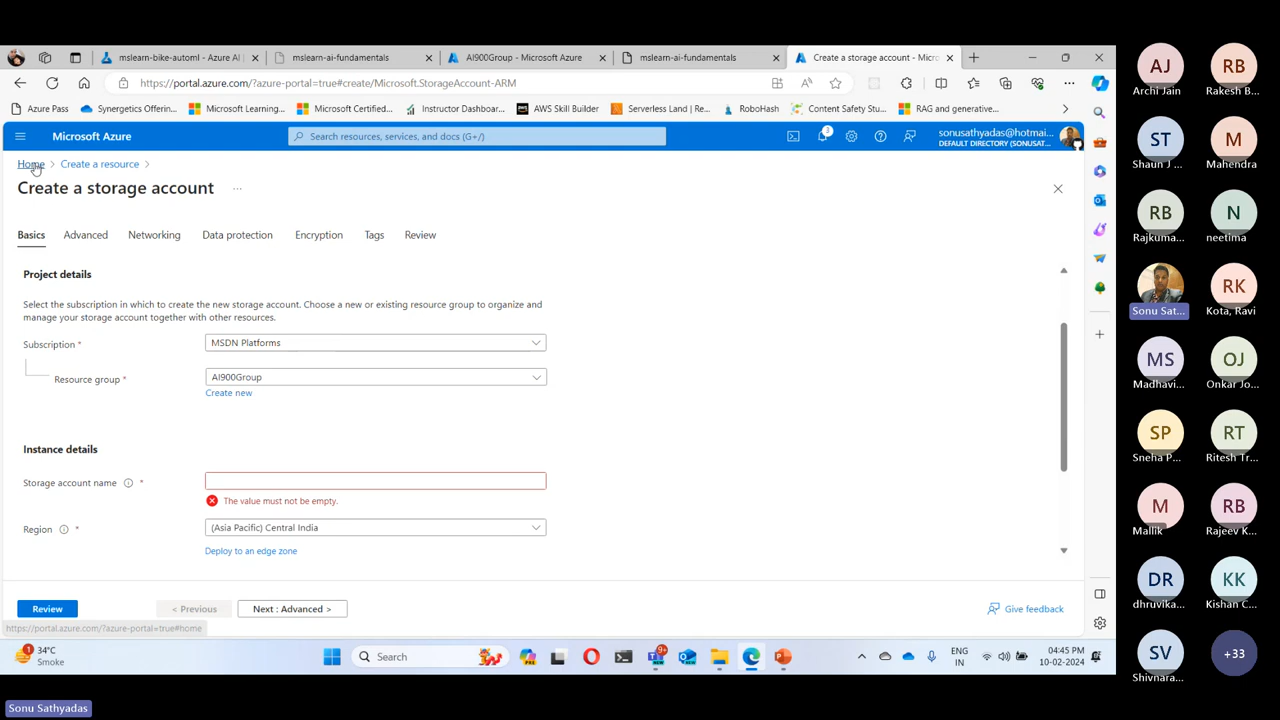 mslearn-bike-automl - Azure AI |
mslearn-ai-fundamentals
AI900Group - Microsoft Azure
mslearn-ai-fundamentals
Create a storage account - Micro
https://portal.azure.com/?azure-portal=true#create/Microsoft.StorageAccount-ARM
Azure Pass
Synergetics Offering...
Microsoft Learning...
Microsoft Certified...
Instructor Dashboar...
AWS Skill Builder
Serverless Land | Re...
RoboHash
Content Safety Stu...
RAG and generative...
Microsoft Azure
Search resources, services, and docs (G+/)
3
sonusathyadas@hotmai...
DEFAULT DIRECTORY (SONUSAT...
Home > Create a resource >
Create a storage account ...
Basics Advanced Networking Data protection Encryption Tags Review
Project details
Select the subscription in which to create the new storage account. Choose a new or existing resource group to organize and
manage your storage account together with other resources.
Subscription *
MSDN Platforms
Resource group *
AI900Group
Create new
Instance details
Storage account name *
The value must not be empty.
Region *
(Asia Pacific) Central India
Deploy to an edge zone
Review
< Previous
Next : Advanced >
Give feedback
https://portal.azure.com/?azure-portal=true#home
1
34°C
Smoke
Search
9+
ENG
IN
04:45 PM
10-02-2024
AJ
Archi Jain
RB
Rakesh B...
ST
Shaun J ...
M
Mahendra
RB
Rajkuma...
N
neetima
Sonu Sat...
RK
Kota, Ravi
MS
Madhavi...
OJ
Onkar Jo...
SP
Sneha P...
RT
Ritesh Tr...
M
Mallik
RB
Rajeev K...
DR
dhruvika...
KK
Kishan C...
SV
Shivnara...
+33
Sonu Sathyadas